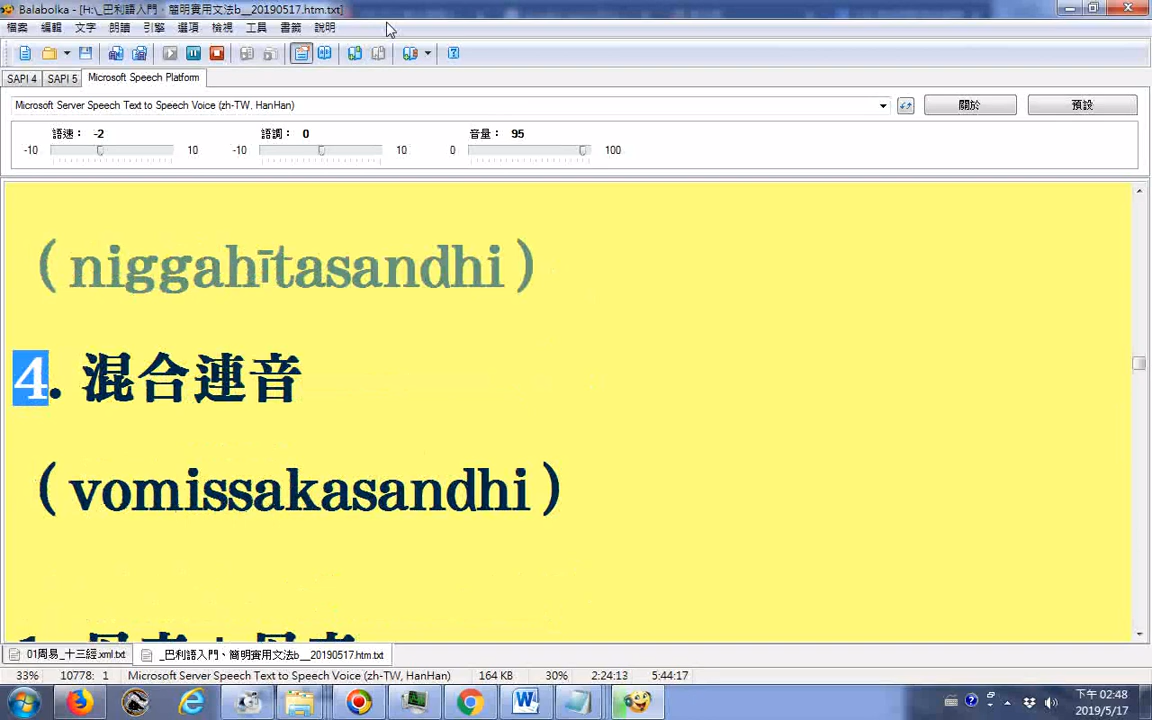 Balabolka - [H:\_巴利語入門、簡明實用文法b__20190517.htm.txt]
檔案 編輯 文字 朗讀 引擎 選項 檢視 工具 書籤 說明
SAPI 4 SAPI 5 Microsoft Speech Platform
Microsoft Server Speech Text to Speech Voice (zh-TW, HanHan) 關於 預設
語速： -2 語調： 0 音量： 95
-10 10 -10 10 0 100
（niggahītasandhi）
4. 混合連音
（vomissakasandhi）
01周易_十三經.xml.txt _巴利語入門、簡明實用文法b__20190517.htm.txt
33% 10778: 1 Microsoft Server Speech Text to Speech Voice (zh-TW, HanHan) 164 KB 30% 2:24:13 5:44:17
下午 02:48
2019/5/17